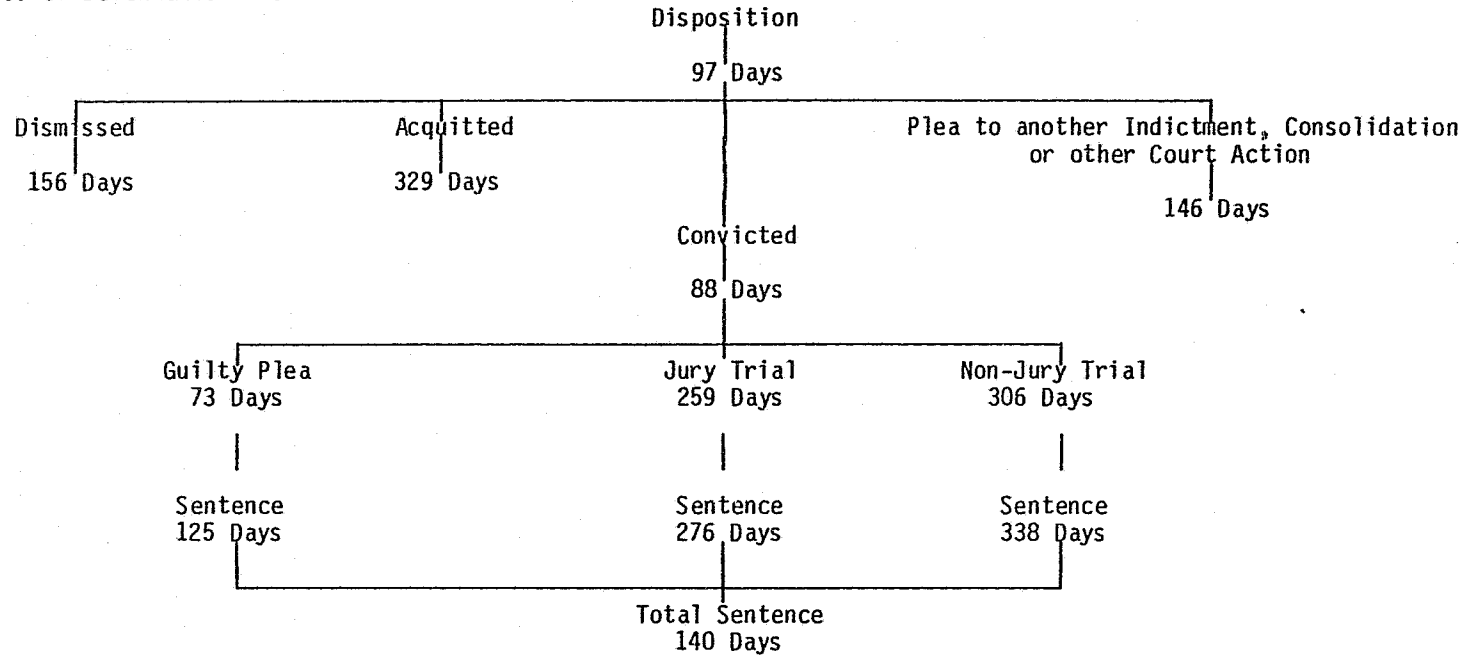 Disposition
97 Days
Dismissed
156 Days
Acquitted
329 Days
Plea to another Indictment, Consolidation
or other Court Action
146 Days
Convicted
88 Days
Guilty Plea
73 Days
Jury Trial
259 Days
Non-Jury Trial
306 Days
Sentence
125 Days
Sentence
276 Days
Sentence
338 Days
Total Sentence
140 Days